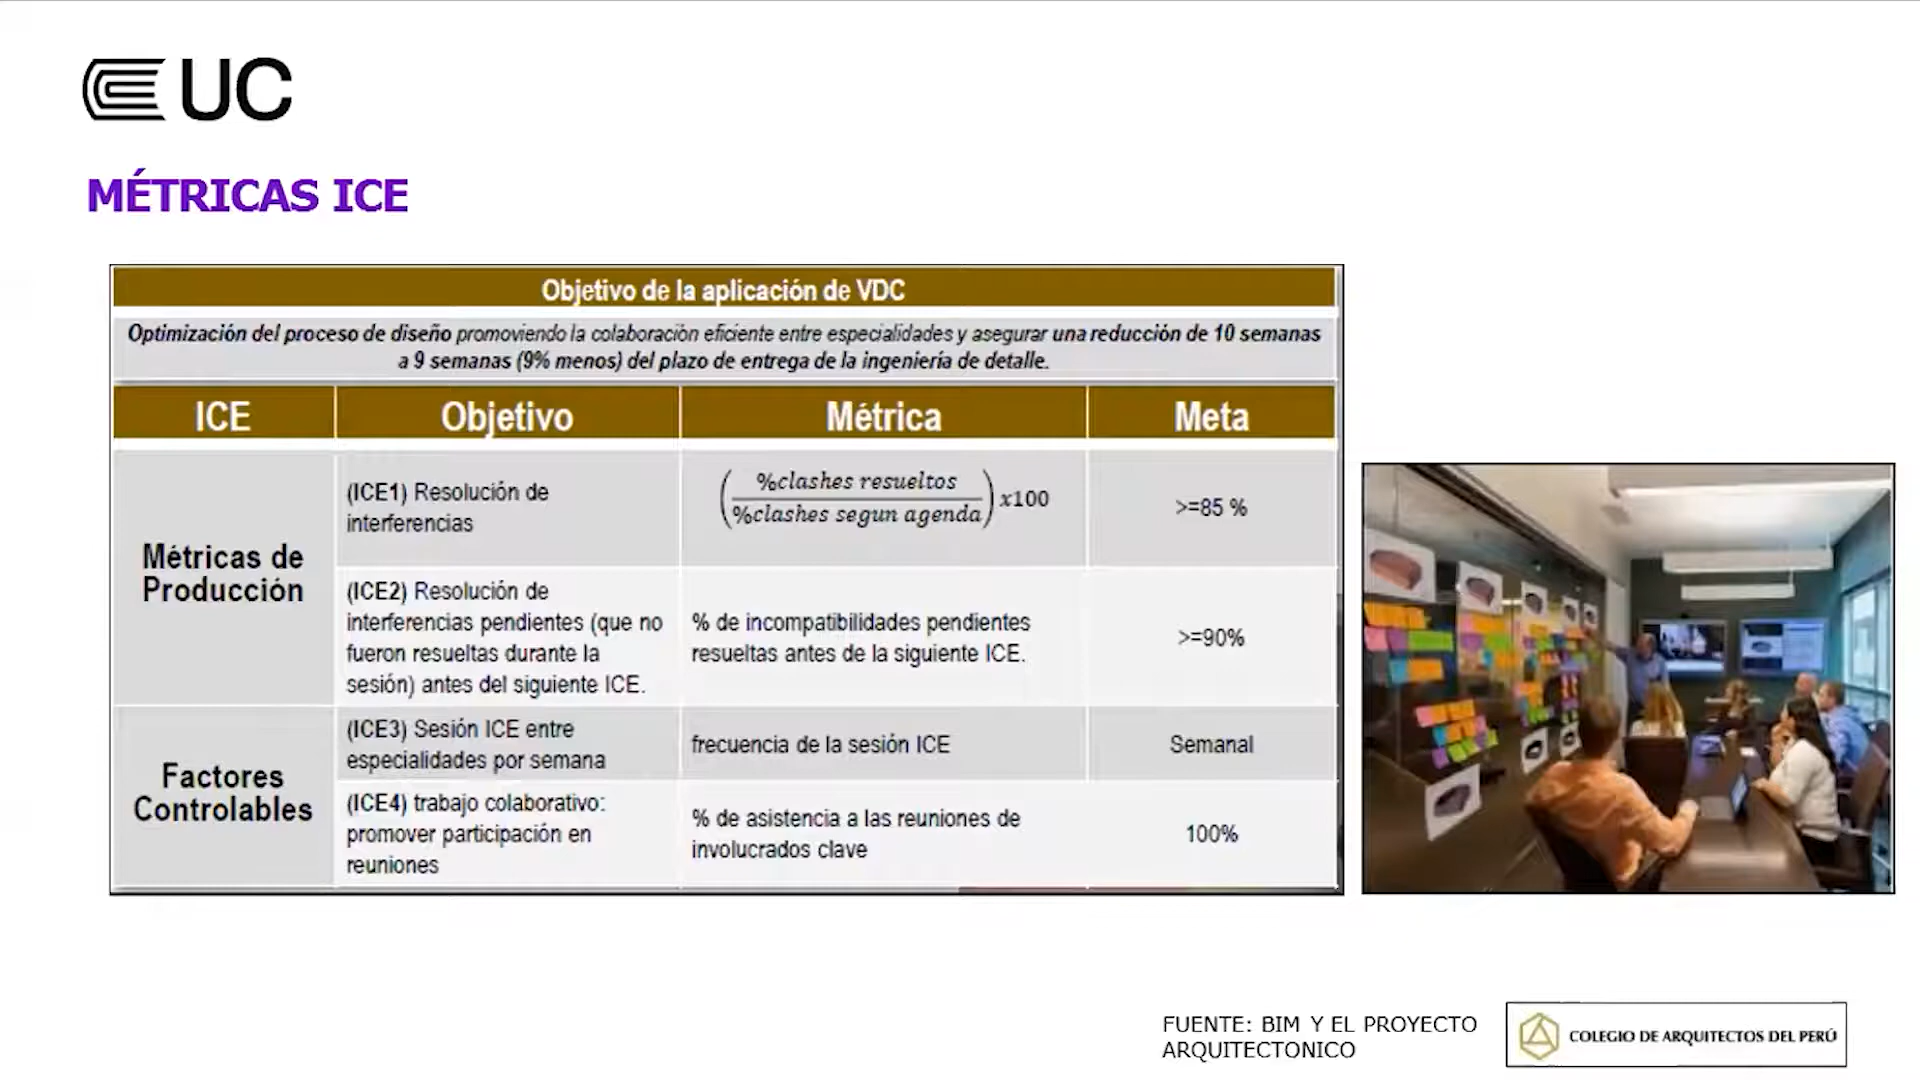 UC
MÉTRICAS ICE
Objetivo de la aplicación de VDC
Optimización del proceso de diseño promoviendo la colaboración eficiente entre especialidades y asegurar una reducción de 10 semanas
a 9 semanas (9% menos) del plazo de entrega de la ingeniería de detalle.
ICE Objetivo Métrica Meta
Métricas de
Producción
(ICE1) Resolución de
interferencias
(%clashes resueltos
%clashes segun agenda) x100
>=85 %
(ICE2) Resolución de
interferencias pendientes (que no
fueron resueltas durante la
sesión) antes del siguiente ICE.
% de incompatibilidades pendientes
resueltas antes de la siguiente ICE.
>=90%
Factores
Controlables
(ICE3) Sesión ICE entre
especialidades por semana
frecuencia de la sesión ICE
Semanal
(ICE4) trabajo colaborativo:
promover participación en
reuniones
% de asistencia a las reuniones de
involucrados clave
100%
FUENTE: BIM Y EL PROYECTO
ARQUITECTONICO
COLEGIO DE ARQUITECTOS DEL PERÚ